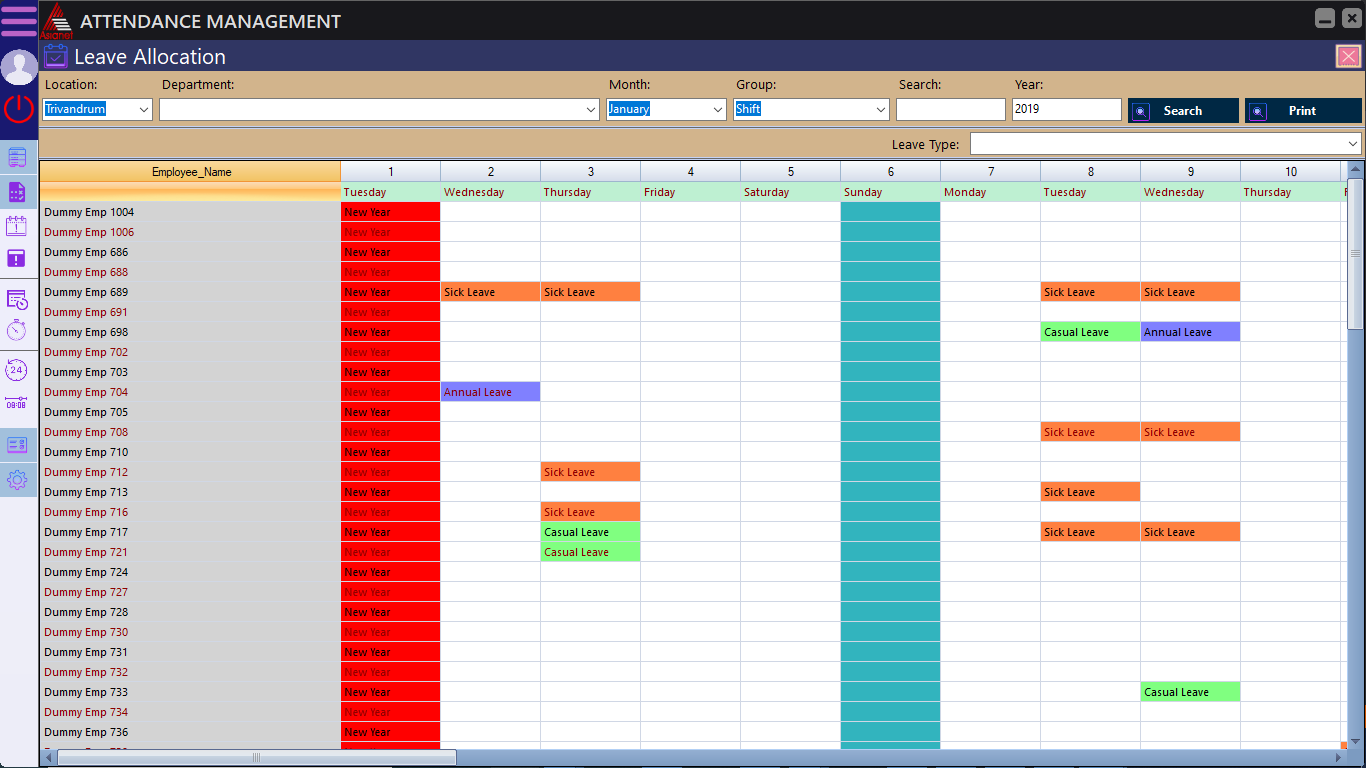 Asianet
ATTENDANCE MANAGEMENT
Leave Allocation
Location: Department: Month: Group: Search: Year:
Trivandrum January Shift 2019 Search Print
Leave Type:
Employee_Name 1 2 3 4 5 6 7 8 9 10
Tuesday Wednesday Thursday Friday Saturday Sunday Monday Tuesday Wednesday Thursday
Dummy Emp 1004 New Year
Dummy Emp 1006 New Year
Dummy Emp 686 New Year
Dummy Emp 688 New Year
Dummy Emp 689 New Year Sick Leave Sick Leave Sick Leave Sick Leave
Dummy Emp 691 New Year
Dummy Emp 698 New Year Casual Leave Annual Leave
Dummy Emp 702 New Year
Dummy Emp 703 New Year
Dummy Emp 704 New Year Annual Leave
Dummy Emp 705 New Year
Dummy Emp 708 New Year Sick Leave Sick Leave
Dummy Emp 710 New Year
Dummy Emp 712 New Year Sick Leave
Dummy Emp 713 New Year Sick Leave
Dummy Emp 716 New Year Sick Leave
Dummy Emp 717 New Year Casual Leave Sick Leave Sick Leave
Dummy Emp 721 New Year Casual Leave
Dummy Emp 724 New Year
Dummy Emp 727 New Year
Dummy Emp 728 New Year
Dummy Emp 730 New Year
Dummy Emp 731 New Year
Dummy Emp 732 New Year
Dummy Emp 733 New Year Casual Leave
Dummy Emp 734 New Year
Dummy Emp 736 New Year
24
08:08